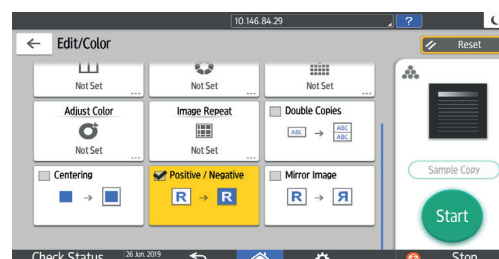 10.146.84.29
?
Edit/Color
Reset
Not Set
Not Set
Not Set
Adjust Color
Not Set
Image Repeat
Not Set
Double Copies
ABC → ABC
ABC
Centering
Positive / Negative
R → R
Mirror Image
R → Я
Sample Copy
Start
Check Status
26 Jun. 2019
Stop